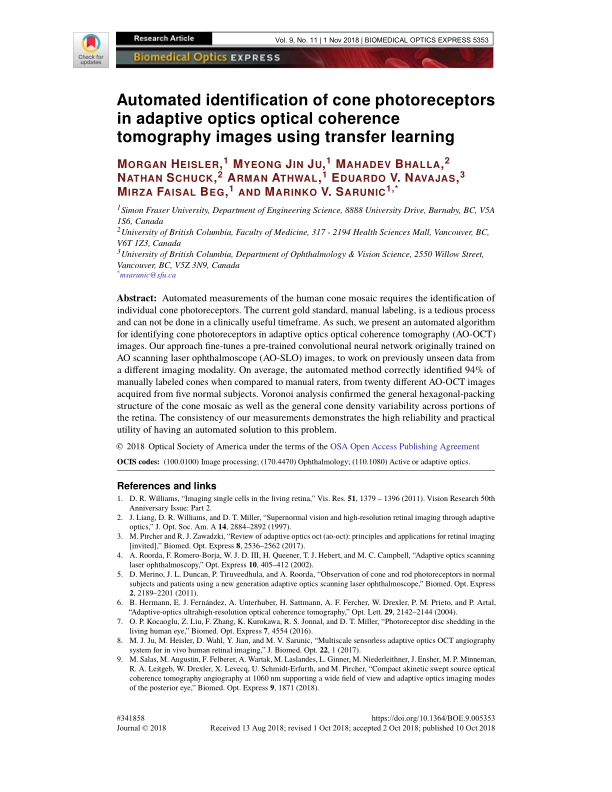 Check for
updates
Research Article
Vol. 9, No. 11 | 1 Nov 2018 | BIOMEDICAL OPTICS EXPRESS 5353
Biomedical Optics EXPRESS
Automated identification of cone photoreceptors
in adaptive optics optical coherence
tomography images using transfer learning
MORGAN HEISLER,1 MYEONG JIN JU,1 MAHADEV BHALLA,2
NATHAN SCHUCK,2 ARMAN ATHWAL,1 EDUARDO V. NAVAJAS,3
MIRZA FAISAL BEG,1 AND MARINKO V. SARUNIC1,*
1Simon Fraser University, Department of Engineering Science, 8888 University Drive, Burnaby, BC, V5A
1S6, Canada
2University of British Columbia, Faculty of Medicine, 317 - 2194 Health Sciences Mall, Vancouver, BC,
V6T 1Z3, Canada
3University of British Columbia, Department of Ophthalmology & Vision Science, 2550 Willow Street,
Vancouver, BC, V5Z 3N9, Canada
*msarunic@sfu.ca
Abstract: Automated measurements of the human cone mosaic requires the identification of
individual cone photoreceptors. The current gold standard, manual labeling, is a tedious process
and can not be done in a clinically useful timeframe. As such, we present an automated algorithm
for identifying cone photoreceptors in adaptive optics optical coherence tomography (AO-OCT)
images. Our approach fine-tunes a pre-trained convolutional neural network originally trained on
AO scanning laser ophthalmoscope (AO-SLO) images, to work on previously unseen data from
a different imaging modality. On average, the automated method correctly identified 94% of
manually labeled cones when compared to manual raters, from twenty different AO-OCT images
acquired from five normal subjects. Voronoi analysis confirmed the general hexagonal-packing
structure of the cone mosaic as well as the general cone density variability across portions of
the retina. The consistency of our measurements demonstrates the high reliability and practical
utility of having an automated solution to this problem.
© 2018 Optical Society of America under the terms of the OSA Open Access Publishing Agreement
OCIS codes: (100.0100) Image processing; (170.4470) Ophthalmology; (110.1080) Active or adaptive optics.
References and links
1. D. R. Williams, “Imaging single cells in the living retina,” Vis. Res. 51, 1379 – 1396 (2011). Vision Research 50th
Anniversary Issue: Part 2.
2. J. Liang, D. R. Williams, and D. T. Miller, “Supernormal vision and high-resolution retinal imaging through adaptive
optics,” J. Opt. Soc. Am. A 14, 2884–2892 (1997).
3. M. Pircher and R. J. Zawadzki, “Review of adaptive optics oct (ao-oct): principles and applications for retinal imaging
[invited],” Biomed. Opt. Express 8, 2536–2562 (2017).
4. A. Roorda, F. Romero-Borja, W. J. D. III, H. Queener, T. J. Hebert, and M. C. Campbell, “Adaptive optics scanning
laser ophthalmoscopy,” Opt. Express 10, 405–412 (2002).
5. D. Merino, J. L. Duncan, P. Tiruveedhula, and A. Roorda, “Observation of cone and rod photoreceptors in normal
subjects and patients using a new generation adaptive optics scanning laser ophthalmoscope,” Biomed. Opt. Express
2, 2189–2201 (2011).
6. B. Hermann, E. J. Fernández, A. Unterhuber, H. Sattmann, A. F. Fercher, W. Drexler, P. M. Prieto, and P. Artal,
“Adaptive-optics ultrahigh-resolution optical coherence tomography,” Opt. Lett. 29, 2142–2144 (2004).
7. O. P. Kocaoglu, Z. Liu, F. Zhang, K. Kurokawa, R. S. Jonnal, and D. T. Miller, “Photoreceptor disc shedding in the
living human eye,” Biomed. Opt. Express 7, 4554 (2016).
8. M. J. Ju, M. Heisler, D. Wahl, Y. Jian, and M. V. Sarunic, “Multiscale sensorless adaptive optics OCT angiography
system for in vivo human retinal imaging,” J. Biomed. Opt. 22, 1 (2017).
9. M. Salas, M. Augustin, F. Felberer, A. Wartak, M. Laslandes, L. Ginner, M. Niederleithner, J. Ensher, M. P. Minneman,
R. A. Leitgeb, W. Drexler, X. Levecq, U. Schmidt-Erfurth, and M. Pircher, “Compact akinetic swept source optical
coherence tomography angiography at 1060 nm supporting a wide field of view and adaptive optics imaging modes
of the posterior eye,” Biomed. Opt. Express 9, 1871 (2018).
#341858 https://doi.org/10.1364/BOE.9.005353
Journal © 2018 Received 13 Aug 2018; revised 1 Oct 2018; accepted 2 Oct 2018; published 10 Oct 2018